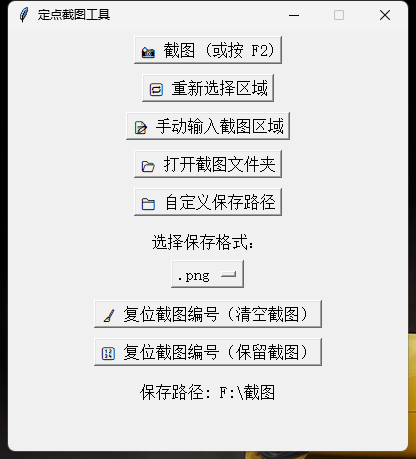 定点截图工具
截图（或按 F2）
重新选择区域
手动输入截图区域
打开截图文件夹
自定义保存路径
选择保存格式：
.png
复位截图编号（清空截图）
复位截图编号（保留截图）
保存路径: F:\截图